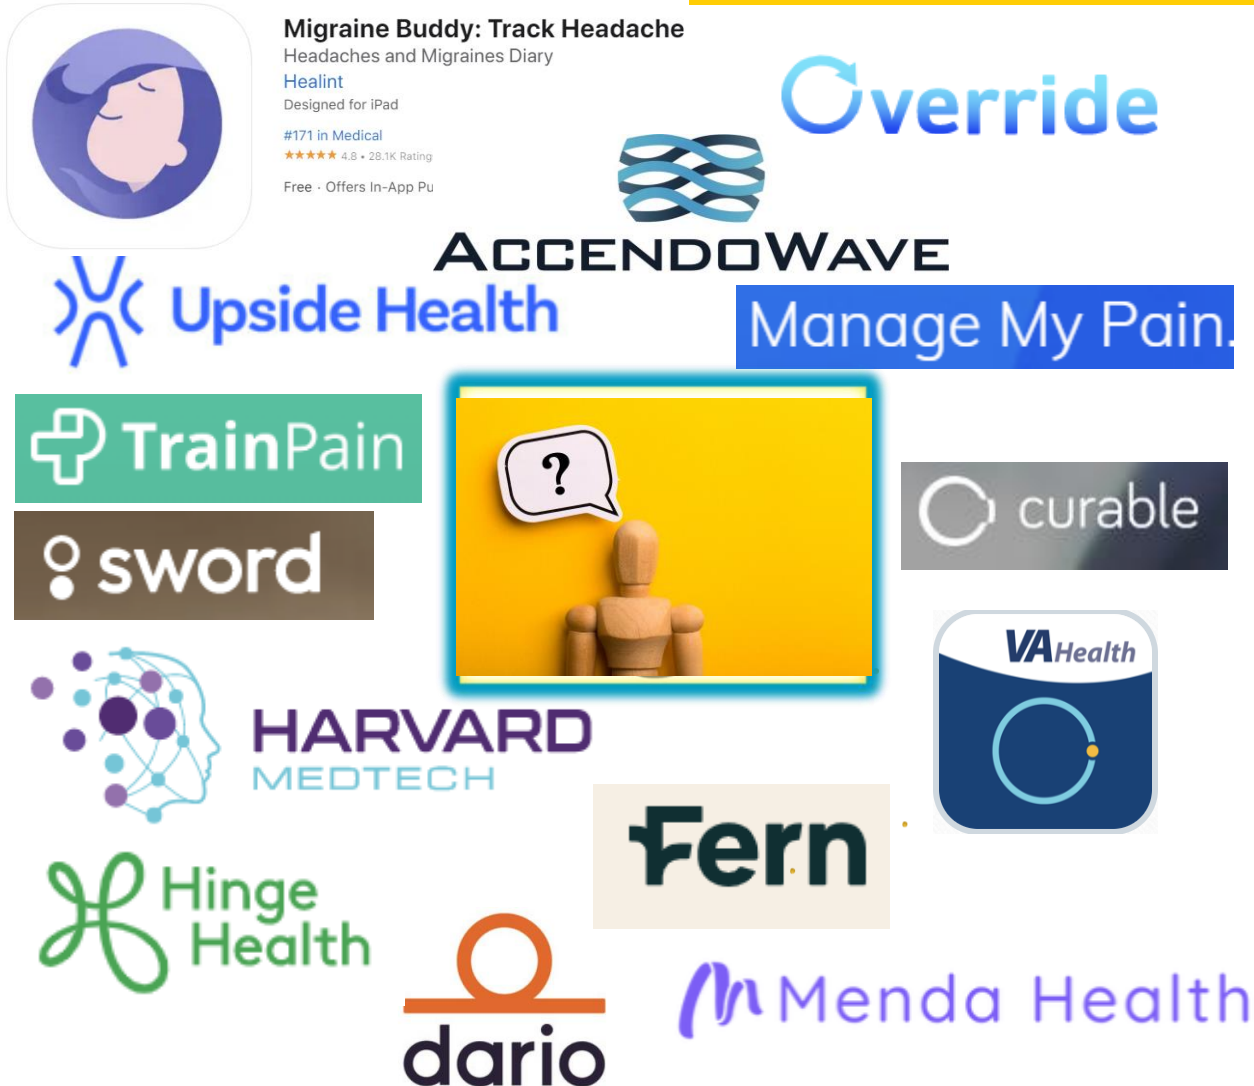 Migraine Buddy: Track Headache
Headaches and Migraines Diary
Healint
Designed for iPad
#171 in Medical
★★★★★ 4.8 • 28.1K Rating
Free · Offers In-App Pu
Override
ACCENDOWAVE
Upside Health
Manage My Pain.
TrainPain
?
curable
sword
VA Health
HARVARD
MEDTECH
Fern
Hinge
Health
dario
Menda Health